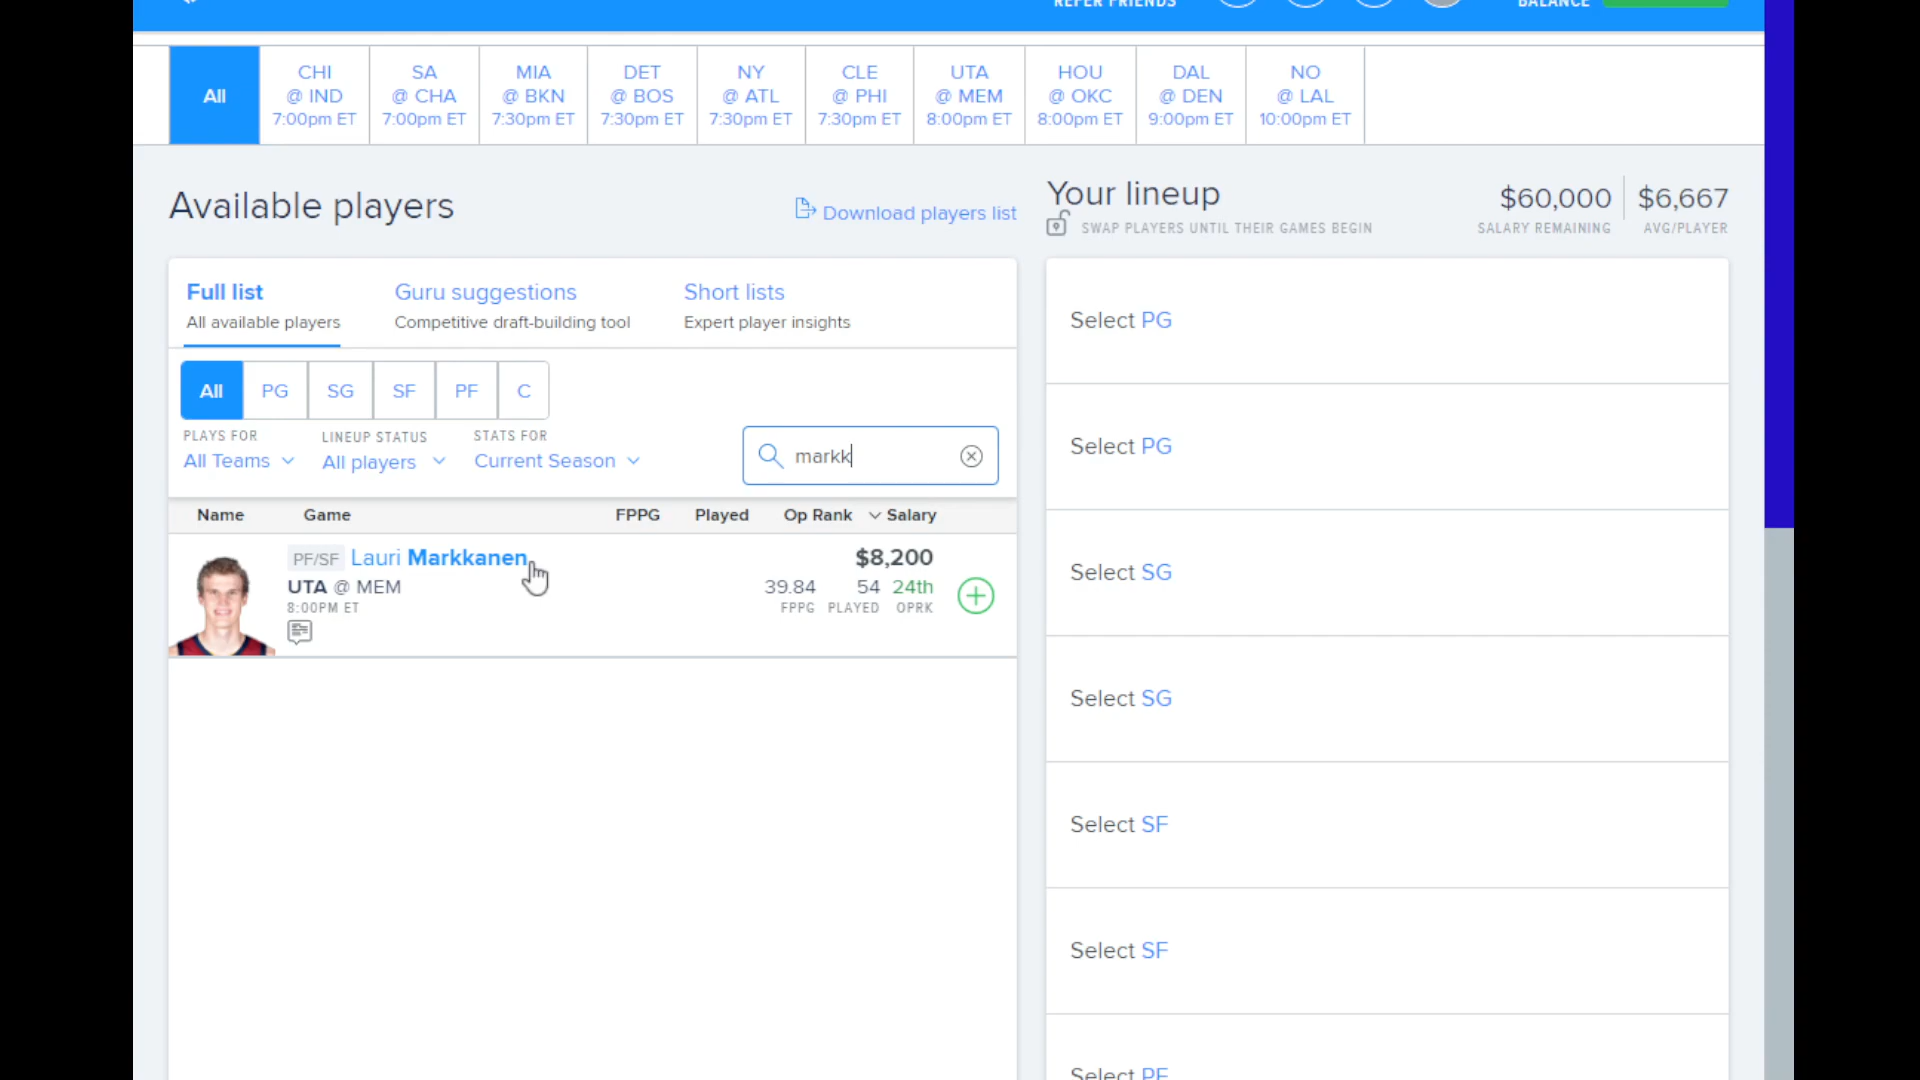 REFER FRIENDS
BALANCE
All
CHI
@ IND
7:00pm ET
SA
@ CHA
7:00pm ET
MIA
@ BKN
7:30pm ET
DET
@ BOS
7:30pm ET
NY
@ ATL
7:30pm ET
CLE
@ PHI
7:30pm ET
UTA
@ MEM
8:00pm ET
HOU
@ OKC
8:00pm ET
DAL
@ DEN
9:00pm ET
NO
@ LAL
10:00pm ET
Available players
Download players list
Full list
All available players
Guru suggestions
Competitive draft-building tool
Short lists
Expert player insights
All PG SG SF PF C
PLAYS FOR
All Teams
LINEUP STATUS
All players
STATS FOR
Current Season
markk
Name Game FPPG Played Op Rank Salary
PF/SF Lauri Markkanen
UTA @ MEM
8:00PM ET
$8,200
39.84 54 24th
FPPG PLAYED OPRK
Your lineup
SWAP PLAYERS UNTIL THEIR GAMES BEGIN
$60,000
SALARY REMAINING
$6,667
AVG/PLAYER
Select PG
Select PG
Select SG
Select SG
Select SF
Select SF
Select PF